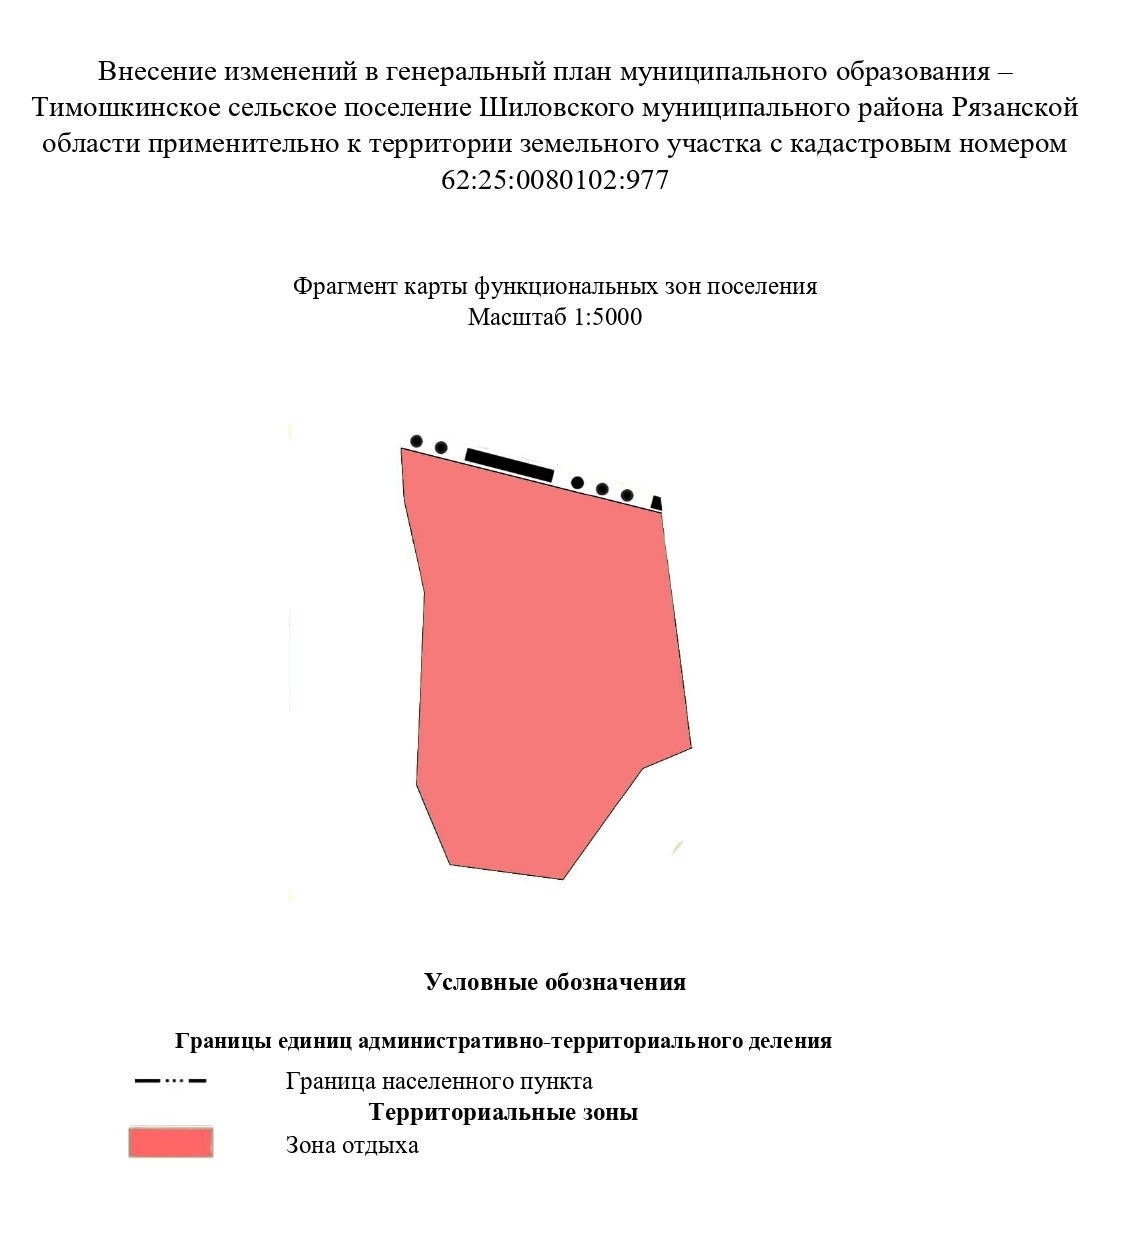 Внесение изменений в генеральный план муниципального образования –
Тимошкинское сельское поселение Шиловского муниципального района Рязанской
области применительно к территории земельного участка с кадастровым номером
62:25:0080102:977
Фрагмент карты функциональных зон поселения
Масштаб 1:5000
Условные обозначения
Границы единиц административно-территориального деления
Граница населенного пункта
Территориальные зоны
Зона отдыха